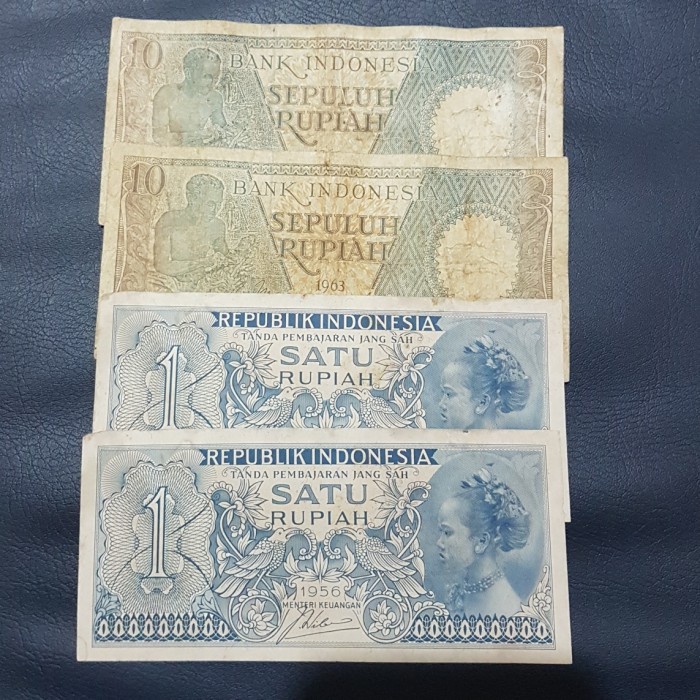 10
BANK INDONESIA
SEPULUH
RUPIAH
10
BANK INDONESI
SEPULUH
RUPIAH
1963
REPUBLIK INDONESIA
TANDA PEMBAJARAN JANG SAH
1
SATU
RUPIAH
REPUBLIK INDONESIA
TANDA PEMBAJARAN JANG SAH
1
SATU
RUPIAH
1956
MENTERI KEUANGAN